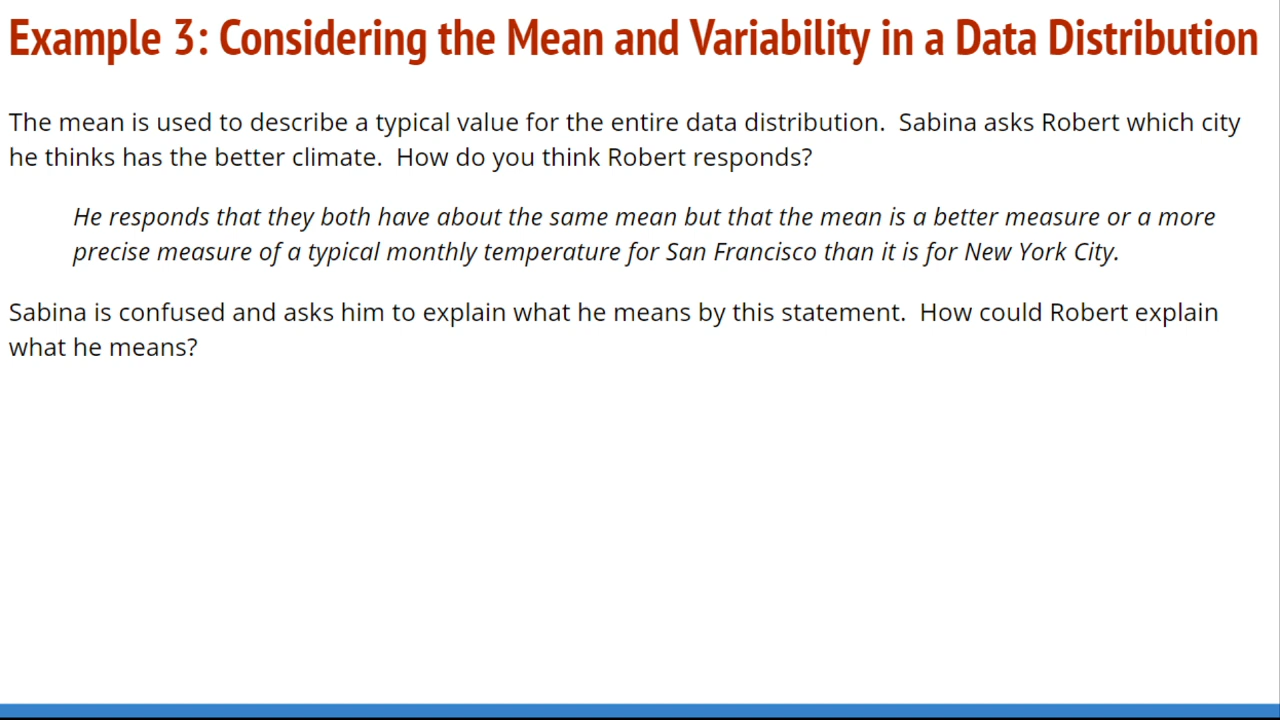 Example 3: Considering the Mean and Variability in a Data Distribution
The mean is used to describe a typical value for the entire data distribution.  Sabina asks Robert which city
he thinks has the better climate.  How do you think Robert responds?
He responds that they both have about the same mean but that the mean is a better measure or a more
precise measure of a typical monthly temperature for San Francisco than it is for New York City.
Sabina is confused and asks him to explain what he means by this statement.  How could Robert explain
what he means?